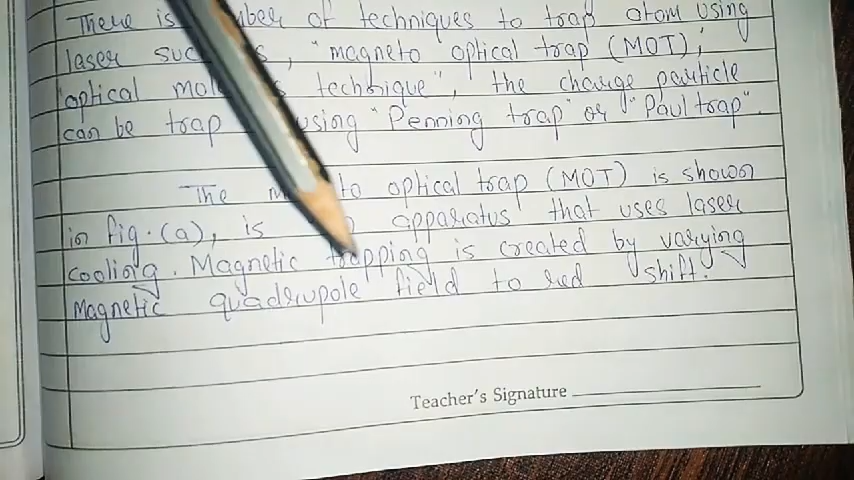 There is number of techniques to trap atom using
laser such as, "magneto optical trap (MOT),
"optical molasses technique", the charge particle
can be trap using "Penning trap" or "Paul trap".
The to optical trap (MOT) is shown
in fig.(a), is apparatus that uses laser
cooling. Magnetic trapping is created by varying
Magnetic quadrupole field to red shift.
Teacher's Signature